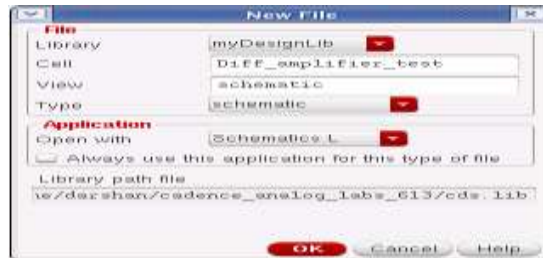 New File
File
Library myDesignLib
Cell Diff_amplifier_test
View schematic
Type schematic
Application
Open with Schematics L
Always use this application for this type of file
Library path file
e/darshan/cadence_analog_labs_613/cds.lib
OK Cancel Help